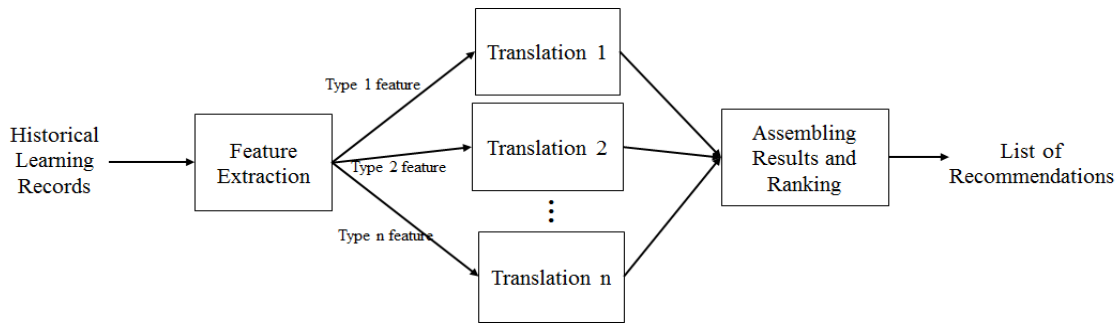 Historical
Learning
Records
Feature
Extraction
Type 1 feature
Type 2 feature
Type n feature
Translation 1
Translation 2
Translation n
Assembling
Results and
Ranking
List of
Recommendations